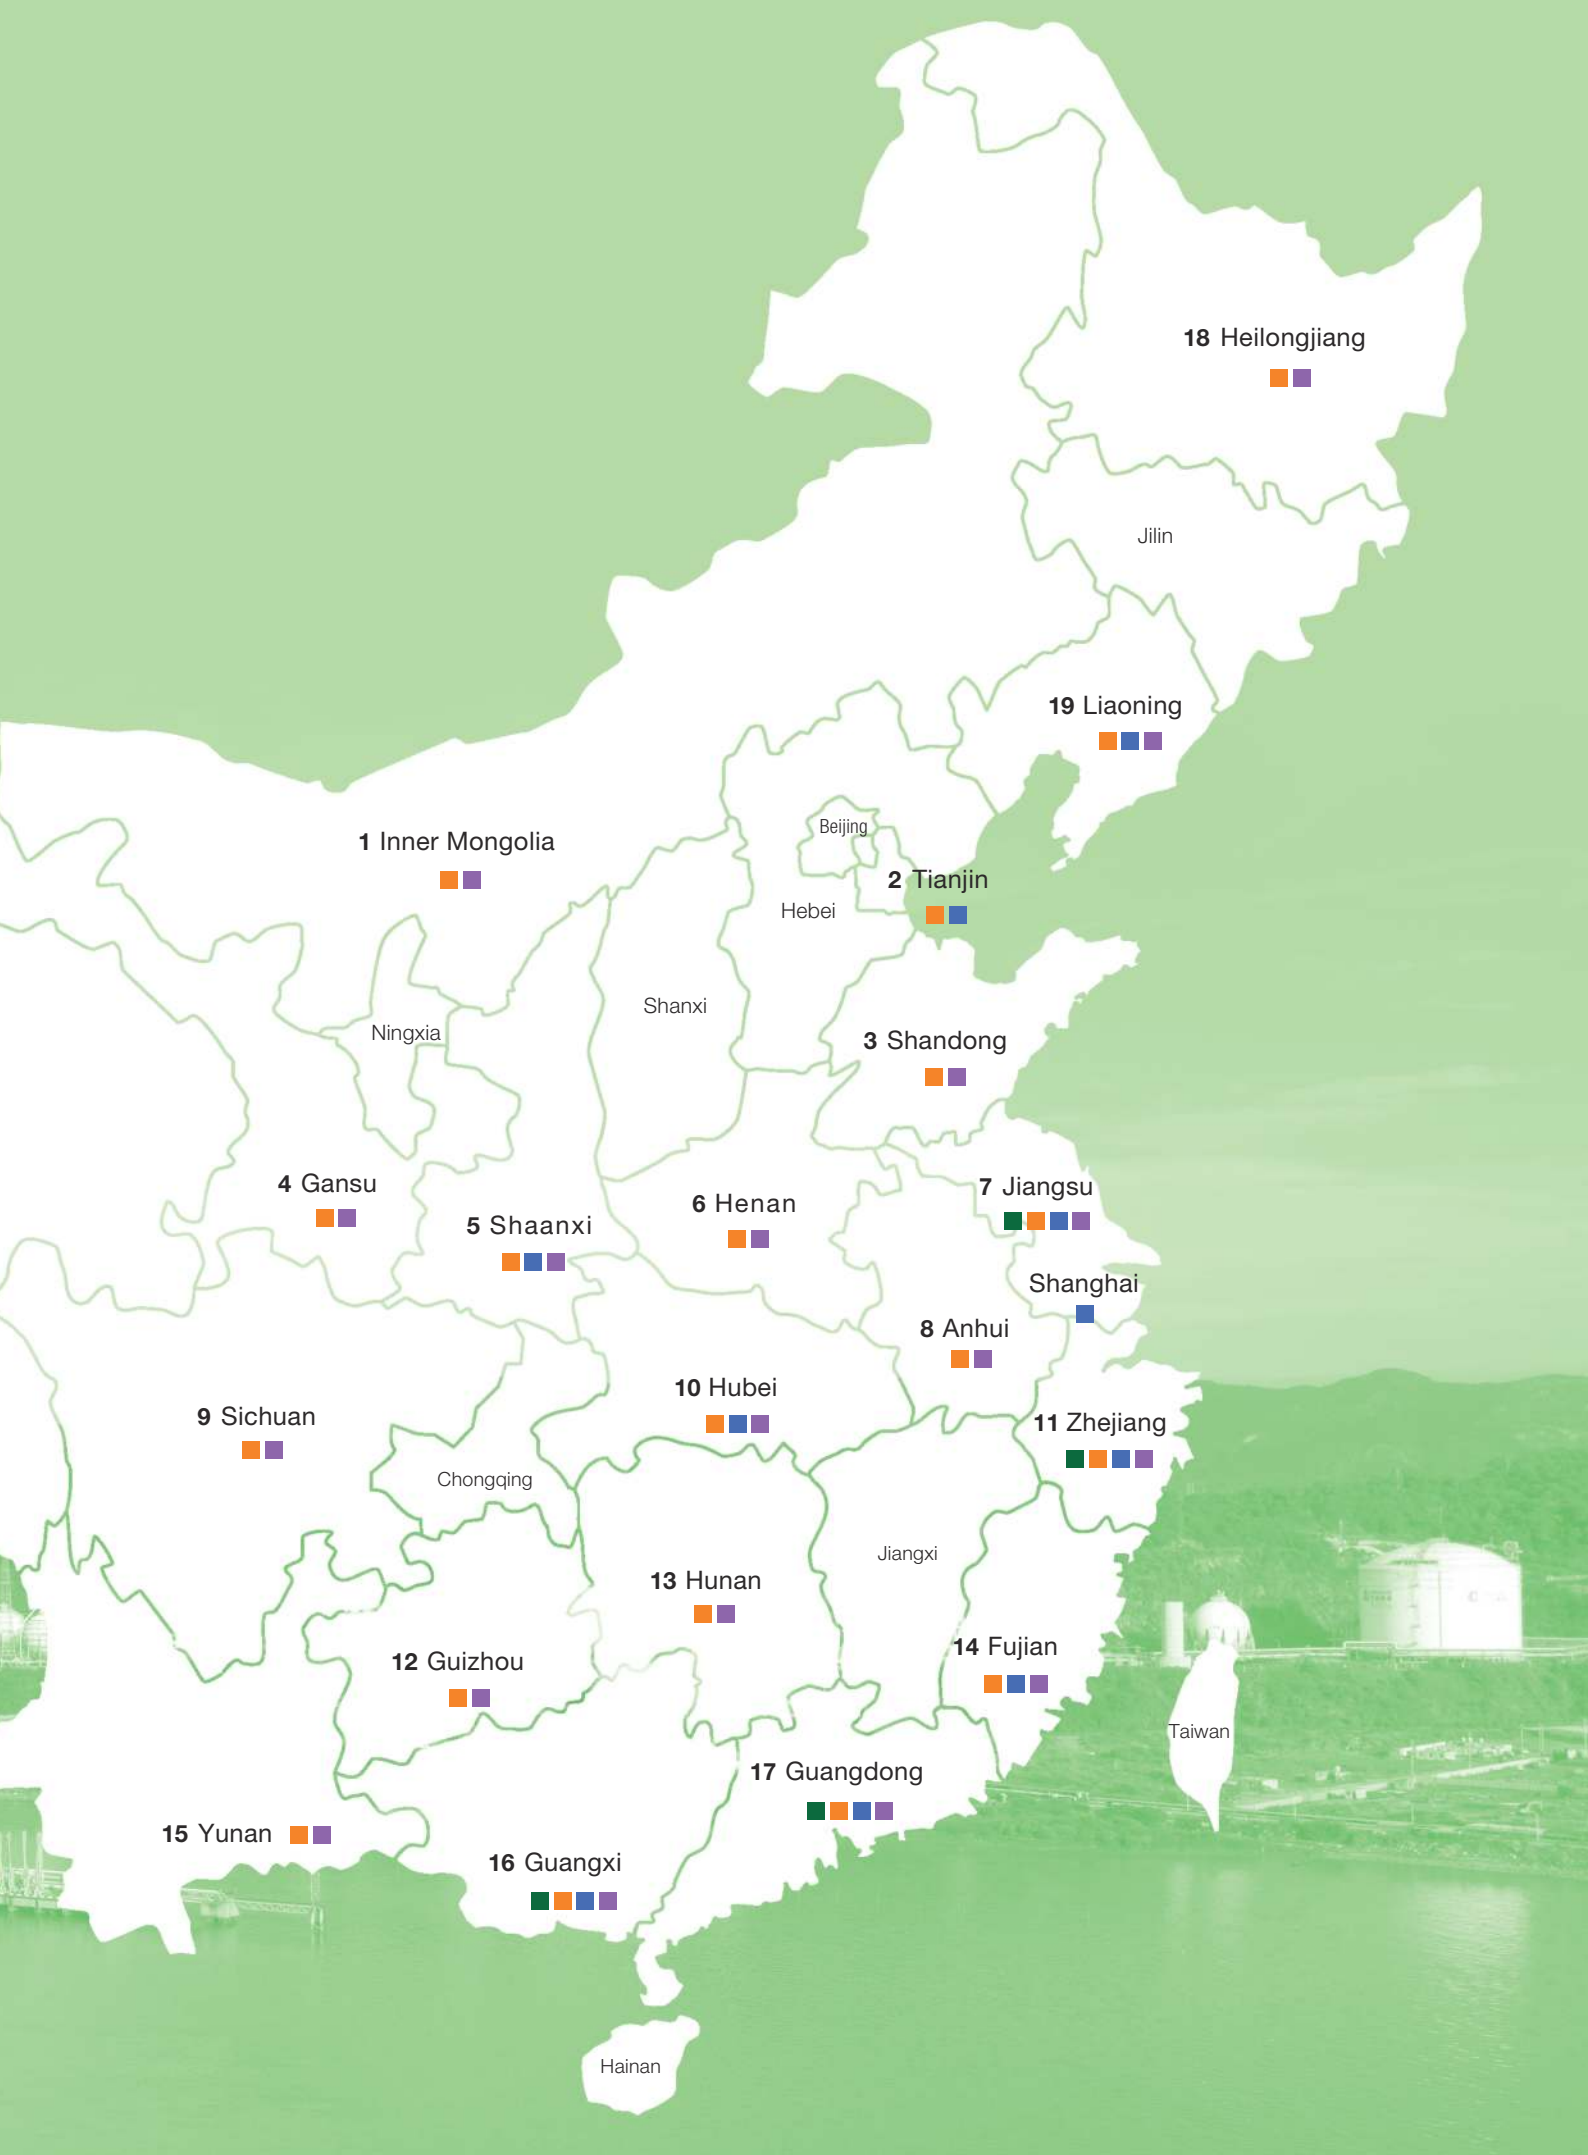 18 Heilongjiang
Jilin
19 Liaoning
Beijing
1 Inner Mongolia
2 Tianjin
Hebei
Shanxi
Ningxia
3 Shandong
4 Gansu
7 Jiangsu
6 Henan
5 Shaanxi
Shanghai
8 Anhui
10 Hubei
9 Sichuan
11 Zhejiang
Chongqing
Jiangxi
13 Hunan
14 Fujian
12 Guizhou
Taiwan
17 Guangdong
15 Yunan
16 Guangxi
Hainan